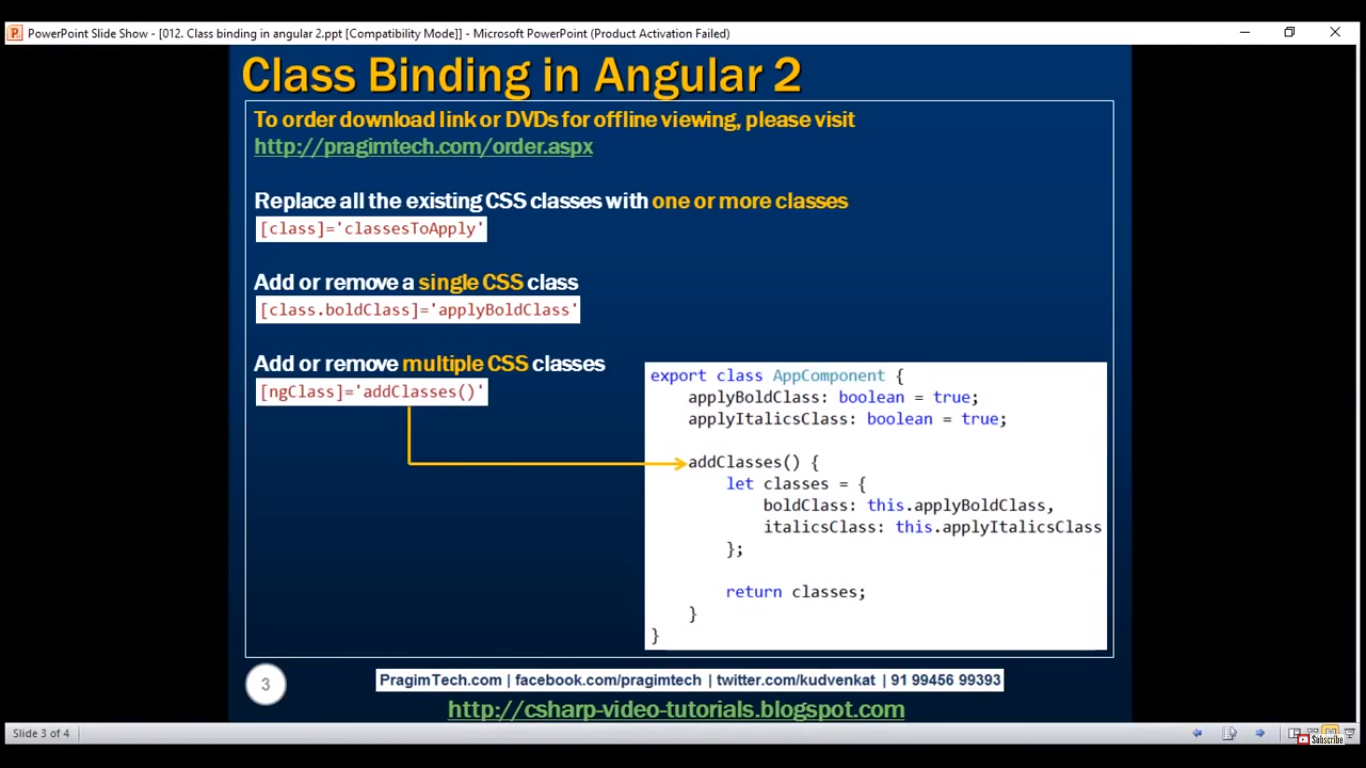 PowerPoint Slide Show - [012. Class binding in angular 2.ppt [Compatibility Mode]] - Microsoft PowerPoint (Product Activation Failed)
Class Binding in Angular 2
To order download link or DVDs for offline viewing, please visit
http://pragimtech.com/order.aspx
Replace all the existing CSS classes with one or more classes
[class]='classesToApply'
Add or remove a single CSS class
[class.boldClass]='applyBoldClass'
Add or remove multiple CSS classes
[ngClass]='addClasses()'
export class AppComponent {
applyBoldClass: boolean = true;
applyItalicsClass: boolean = true;
addClasses() {
let classes = {
boldClass: this.applyBoldClass,
italicsClass: this.applyItalicsClass
};
return classes;
}
}
3
PragimTech.com | facebook.com/pragimtech | twitter.com/kudvenkat | 91 99456 99393
http://csharp-video-tutorials.blogspot.com
Slide 3 of 4
Subscribe